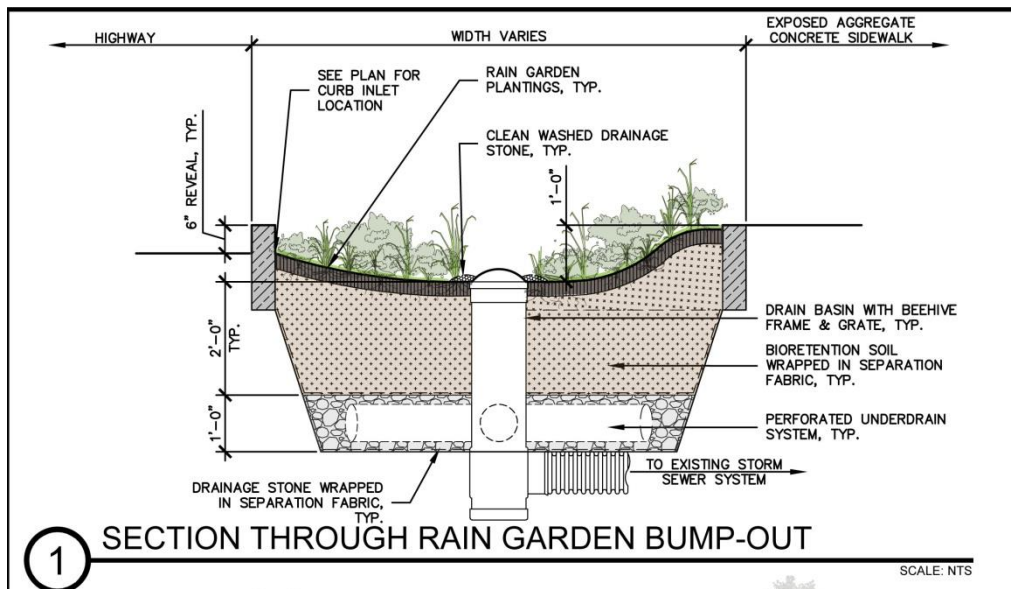 HIGHWAY
WIDTH VARIES
EXPOSED AGGREGATE
CONCRETE SIDEWALK
SEE PLAN FOR
CURB INLET
LOCATION
RAIN GARDEN
PLANTINGS, TYP.
CLEAN WASHED DRAINAGE
STONE, TYP.
6" REVEAL, TYP.
1'-0"
2'-0"
TYP.
1'-0"
DRAIN BASIN WITH BEEHIVE
FRAME & GRATE, TYP.
BIORETENTION SOIL
WRAPPED IN SEPARATION
FABRIC, TYP.
PERFORATED UNDERDRAIN
SYSTEM, TYP.
TO EXISTING STORM
SEWER SYSTEM
DRAINAGE STONE WRAPPED
IN SEPARATION FABRIC,
TYP.
1
SECTION THROUGH RAIN GARDEN BUMP-OUT
SCALE: NTS